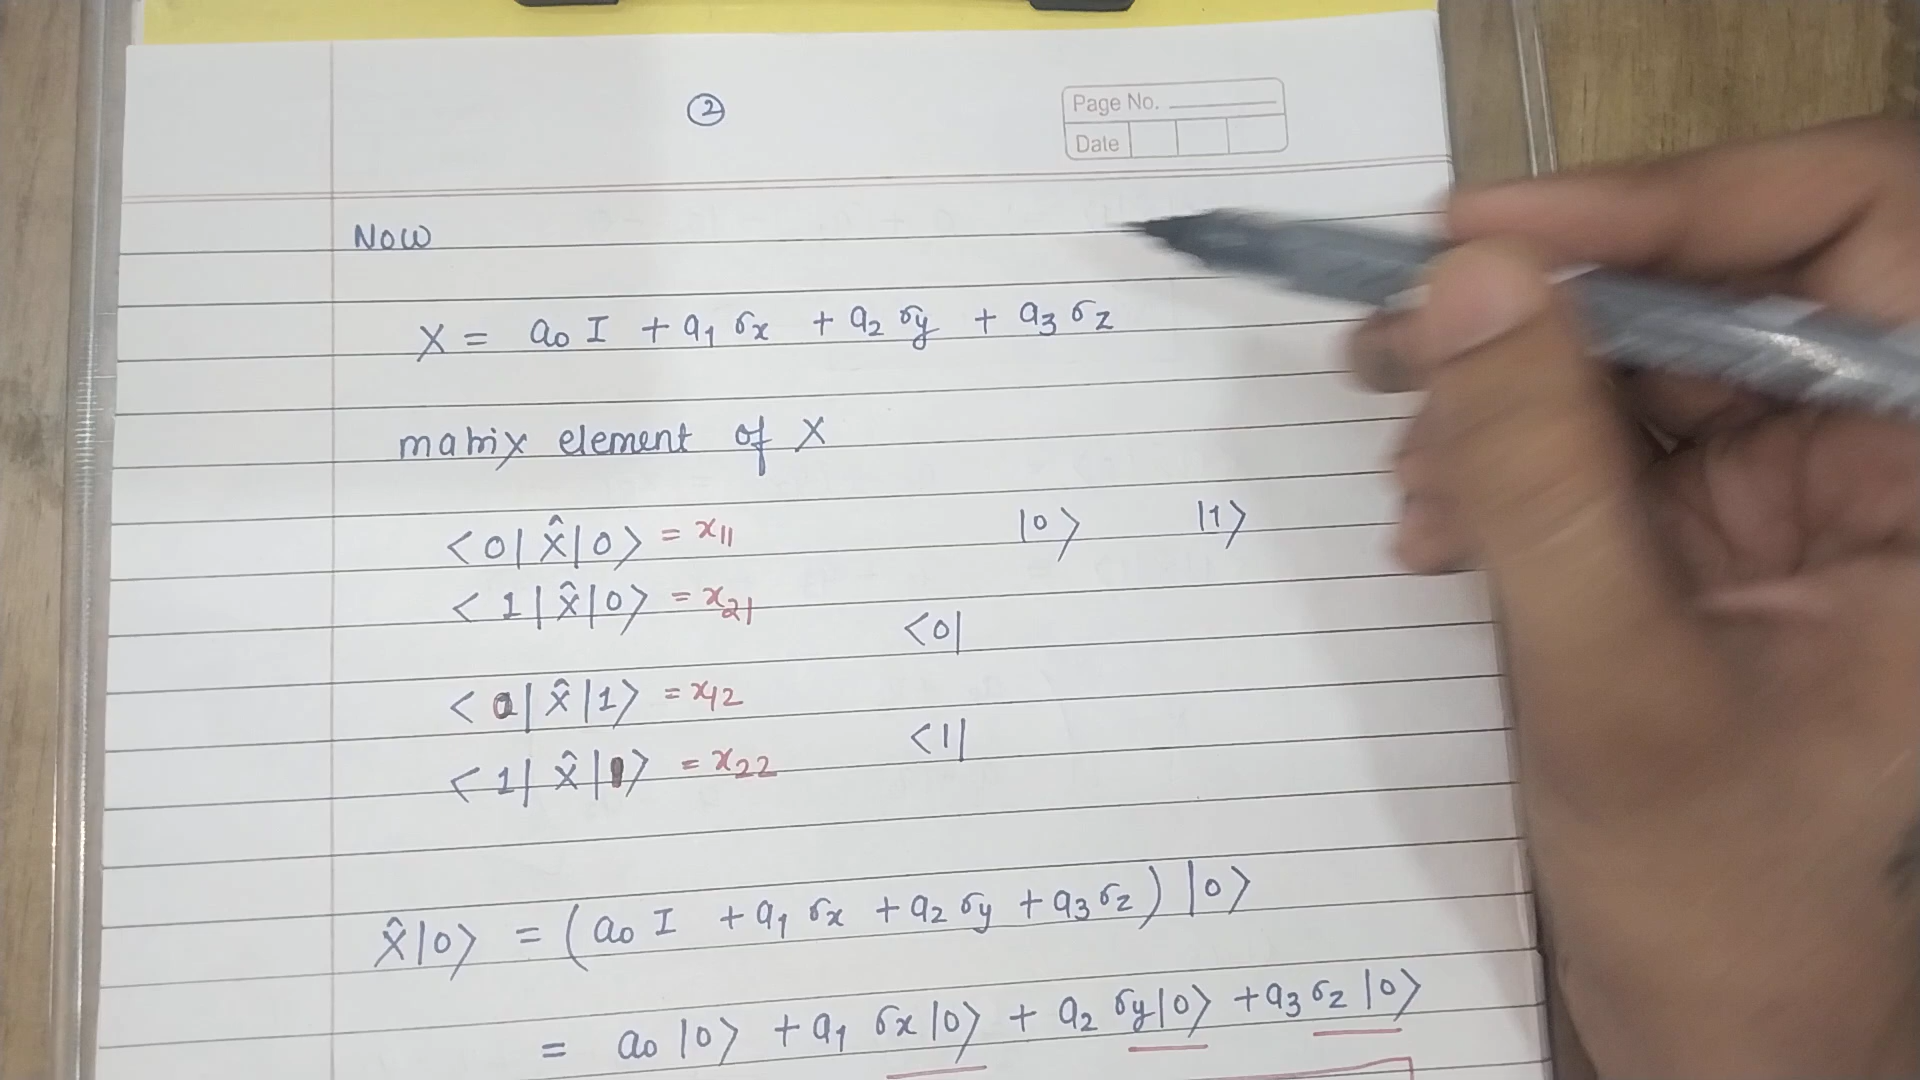 ②
Page No.
Date
Now
X = a₀ I + a₁ σx + a₂ σy + a₃ σz
matrix element of X
<0| X̂ |0> = x₁₁ |0> |1>
<1| X̂ |0> = x₂₁
<0|
<0| X̂ |1> = x₁₂
<1|
<1| X̂ |1> = x₂₂
X̂|0> = (a₀ I + a₁ σx + a₂ σy + a₃ σz) |0>
= a₀ |0> + a₁ σx |0> + a₂ σy |0> + a₃ σz |0>